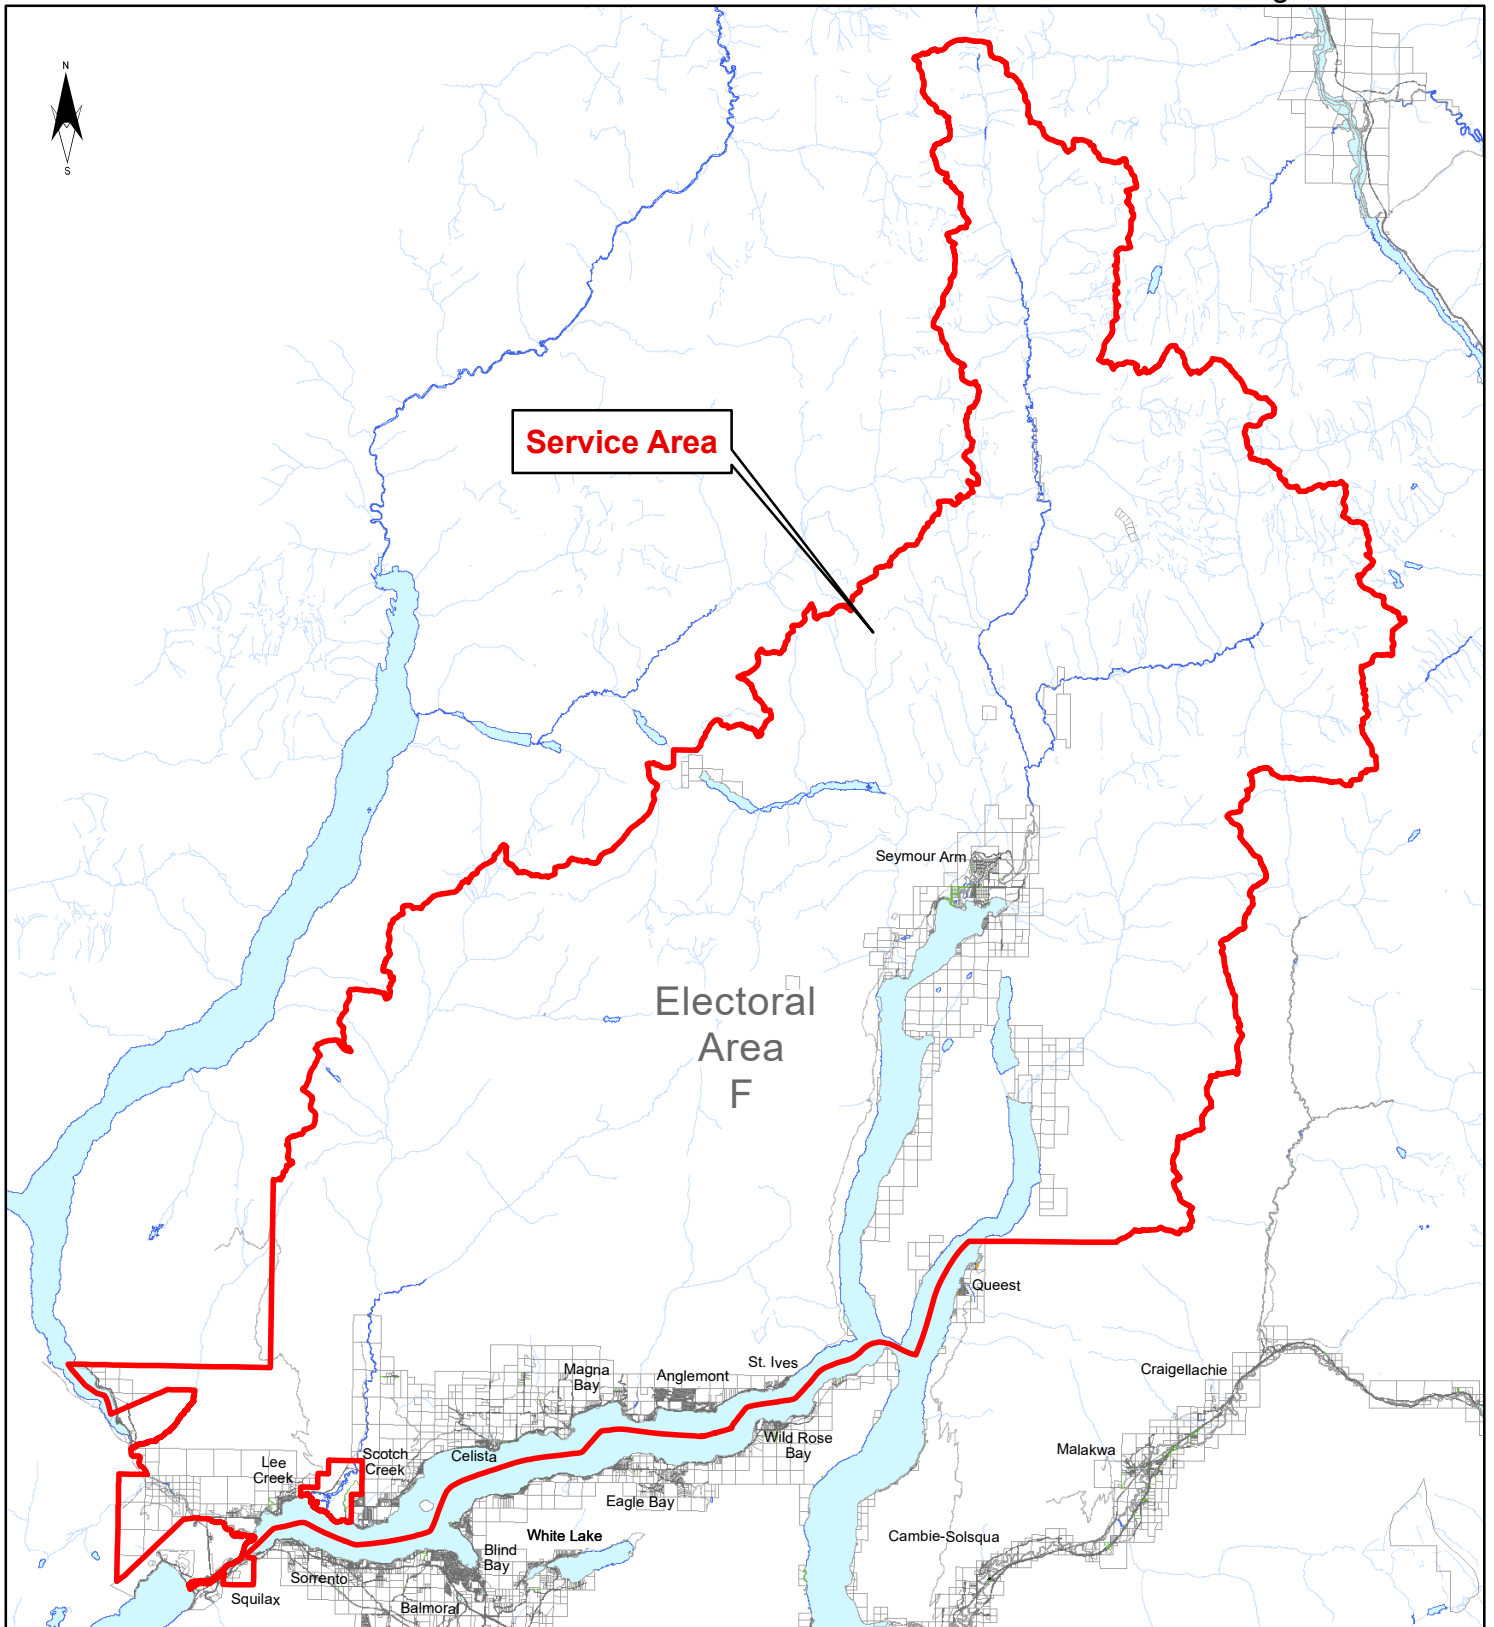 N
S
Service Area
Seymour Arm
Electoral
Area
F
Queest
St. Ives
Magna
Bay
Anglemont
Craigellachie
Wild Rose
Bay
Scotch
Creek
Celista
Lee
Creek
Malakwa
Eagle Bay
White Lake
Cambie-Solsqua
Blind
Bay
Sorrento
Squilax
Balmoral